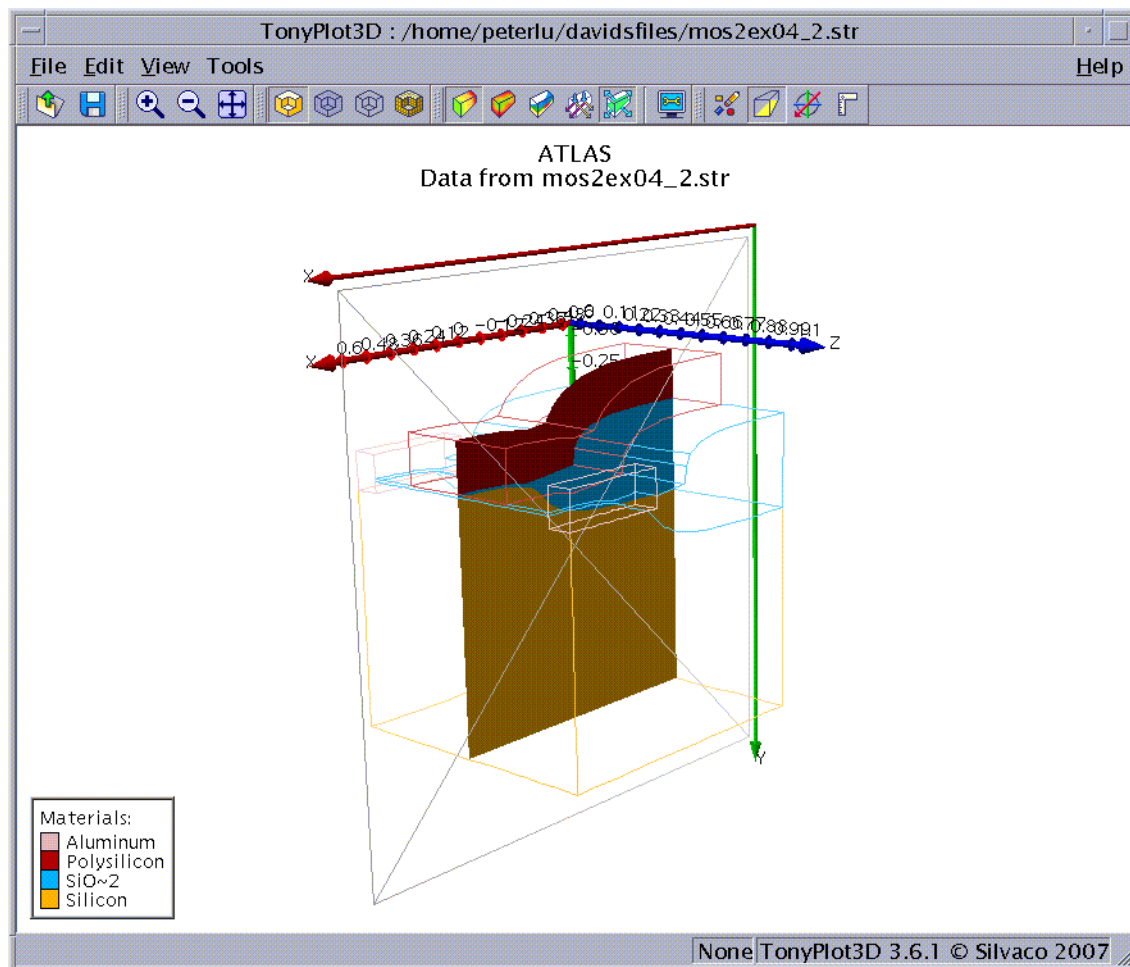 TonyPlot3D : /home/peterlu/davidsfiles/mos2ex04_2.str
File Edit View Tools Help
ATLAS
Data from mos2ex04_2.str
X
X
Z
-0.25
Y
Materials:
Aluminum
Polysilicon
SiO~2
Silicon
None TonyPlot3D 3.6.1 © Silvaco 2007